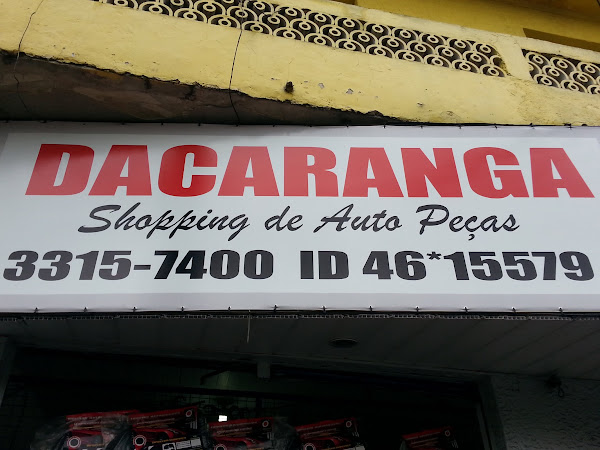 DACARANGA
Shopping de Auto Peças
3315-7400 ID 46*15579